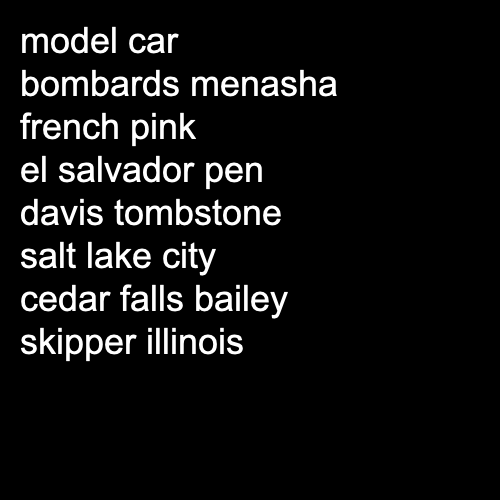 model car
bombards menasha
french pink
el salvador pen
davis tombstone
salt lake city
cedar falls bailey
skipper illinois